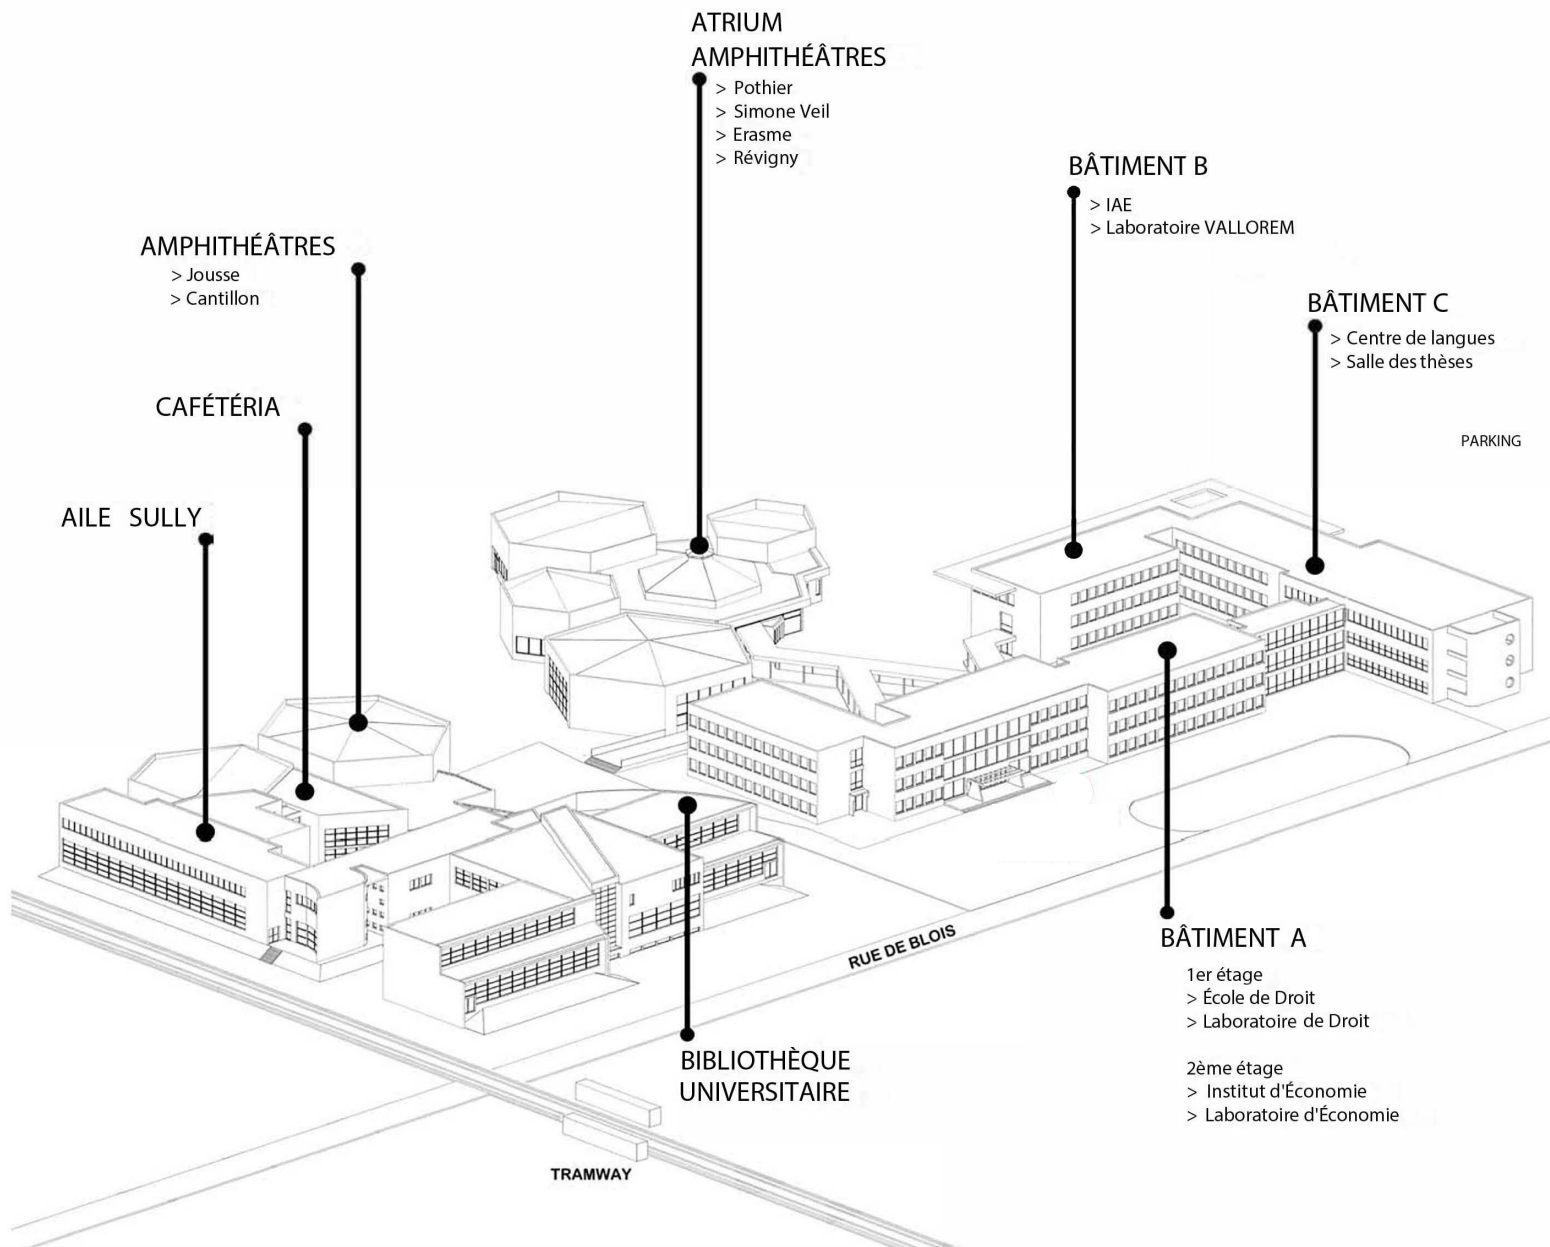 ATRIUM
AMPHITHÉÂTRES
> Pothier
> Simone Veil
> Erasme
> Révigny
BÂTIMENT B
> IAE
> Laboratoire VALLOREM
AMPHITHÉÂTRES
> Jousse
> Cantillon
BÂTIMENT C
> Centre de langues
> Salle des thèses
CAFÉTÉRIA
PARKING
AILE SULLY
RUE DE BLOIS
BÂTIMENT A
1er étage
> École de Droit
> Laboratoire de Droit
2ème étage
> Institut d'Économie
> Laboratoire d'Économie
BIBLIOTHÈQUE
UNIVERSITAIRE
TRAMWAY